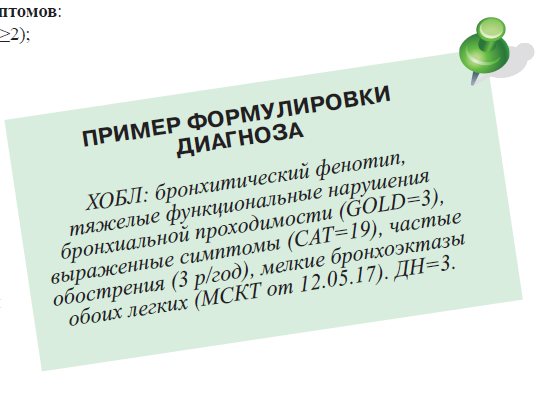 птомов:
≥2);
ПРИМЕР ФОРМУЛИРОВКИ
ДИАГНОЗА
ХОБЛ: бронхитический фенотип,
тяжелые функциональные нарушения
бронхиальной проходимости (GOLD=3),
выраженные симптомы (CAT=19), частые
обострения (3 р/год), мелкие бронхоэктазы
обоих легких (МСКТ от 12.05.17). ДН=3.